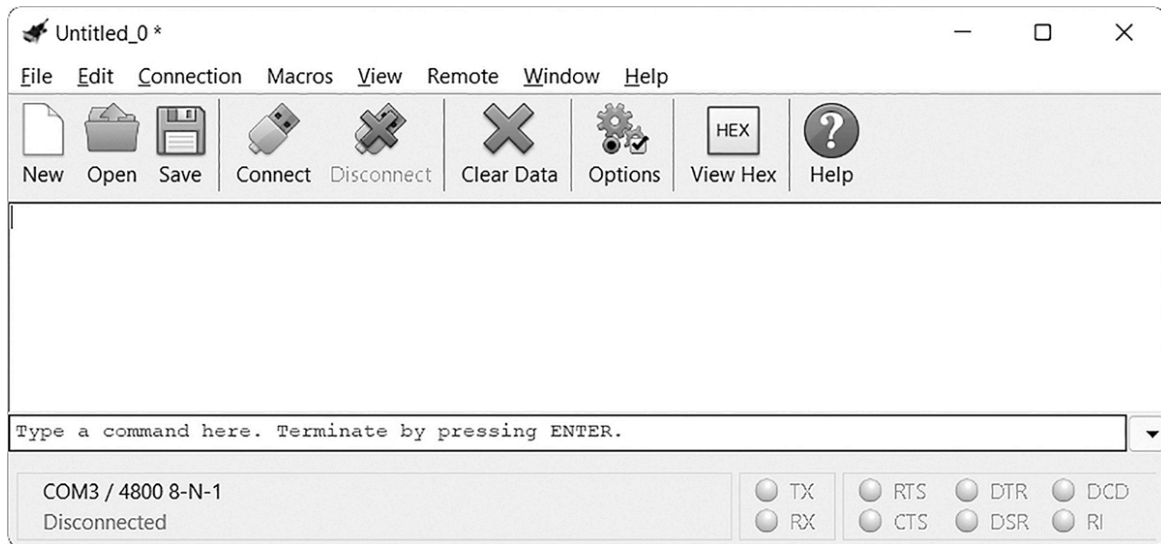 Untitled_0 *
File Edit Connection Macros View Remote Window Help
HEX
New Open Save Connect Disconnect Clear Data Options View Hex Help
Type a command here. Terminate by pressing ENTER.
COM3 / 4800 8-N-1 TX RTS DTR DCD
Disconnected RX CTS DSR RI